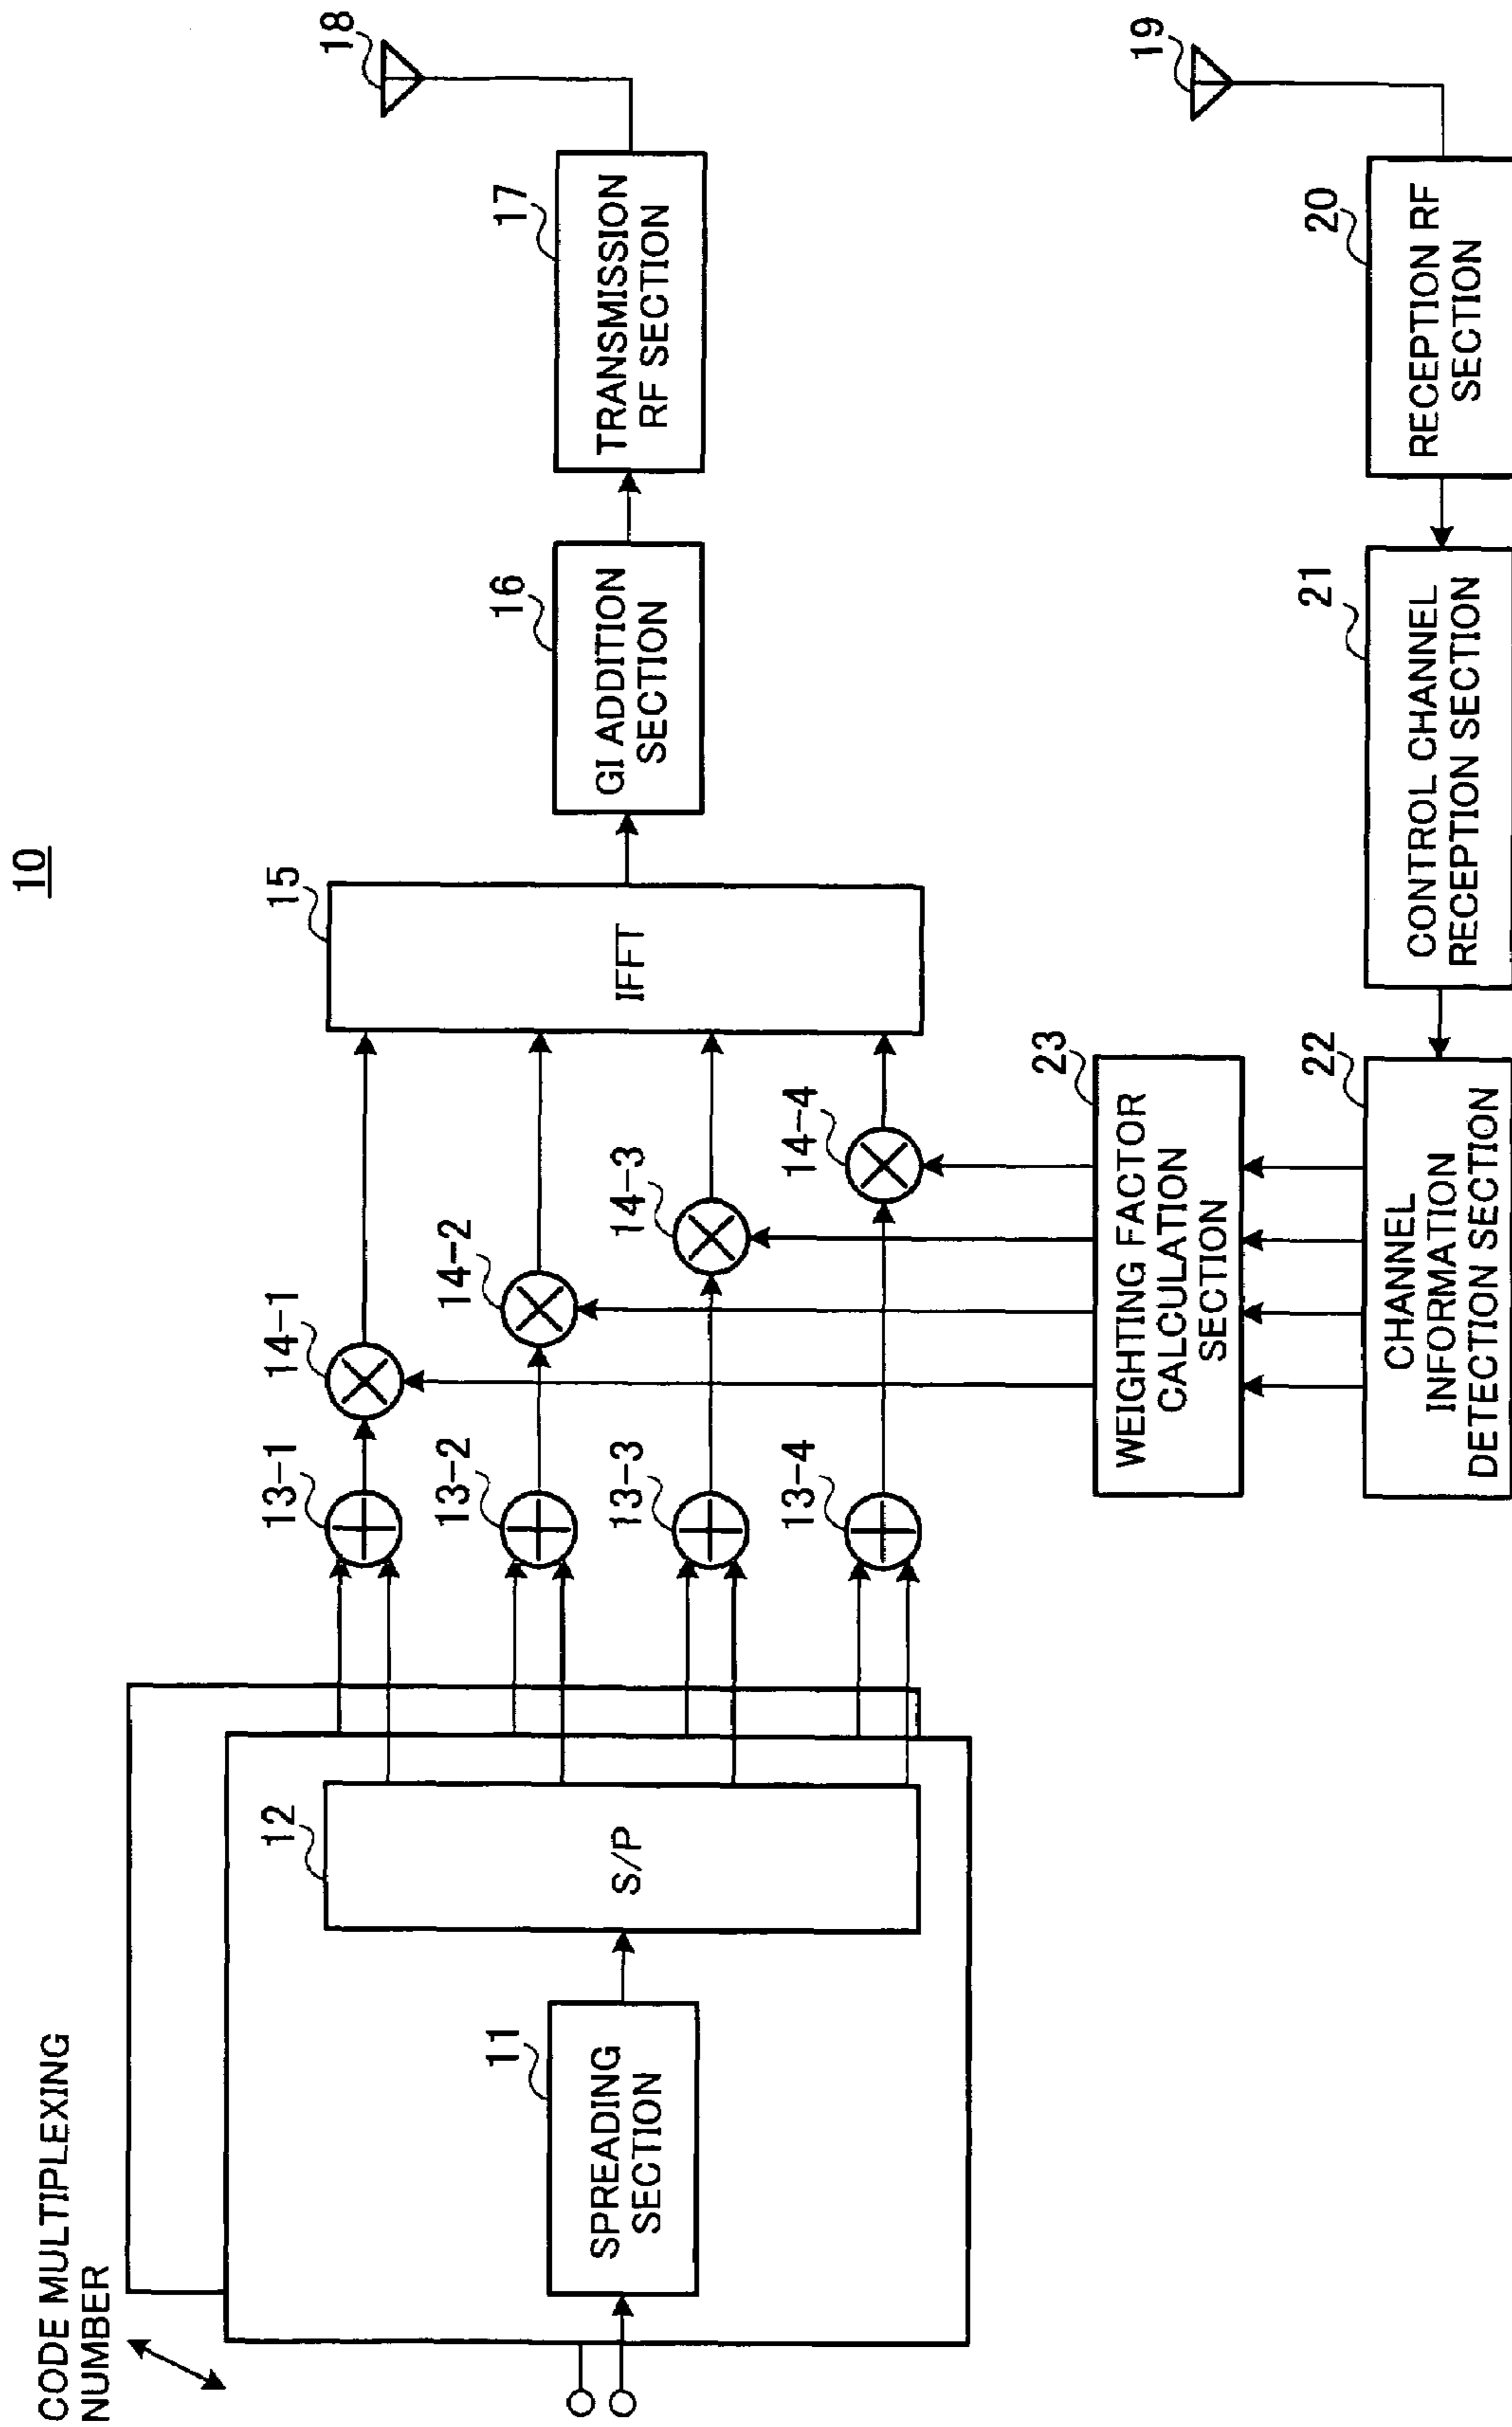 10
CODE MULTIPLEXING
NUMBER
11
SPREADING
SECTION
12
S/P
13-1
13-2
13-3
13-4
14-1
14-2
14-3
14-4
15
IFFT
16
GI ADDITION
SECTION
17
TRANSMISSION
RF SECTION
18
19
20
RECEPTION RF
SECTION
21
CONTROL CHANNEL
RECEPTION SECTION
22
CHANNEL
INFORMATION
DETECTION SECTION
23
WEIGHTING FACTOR
CALCULATION
SECTION